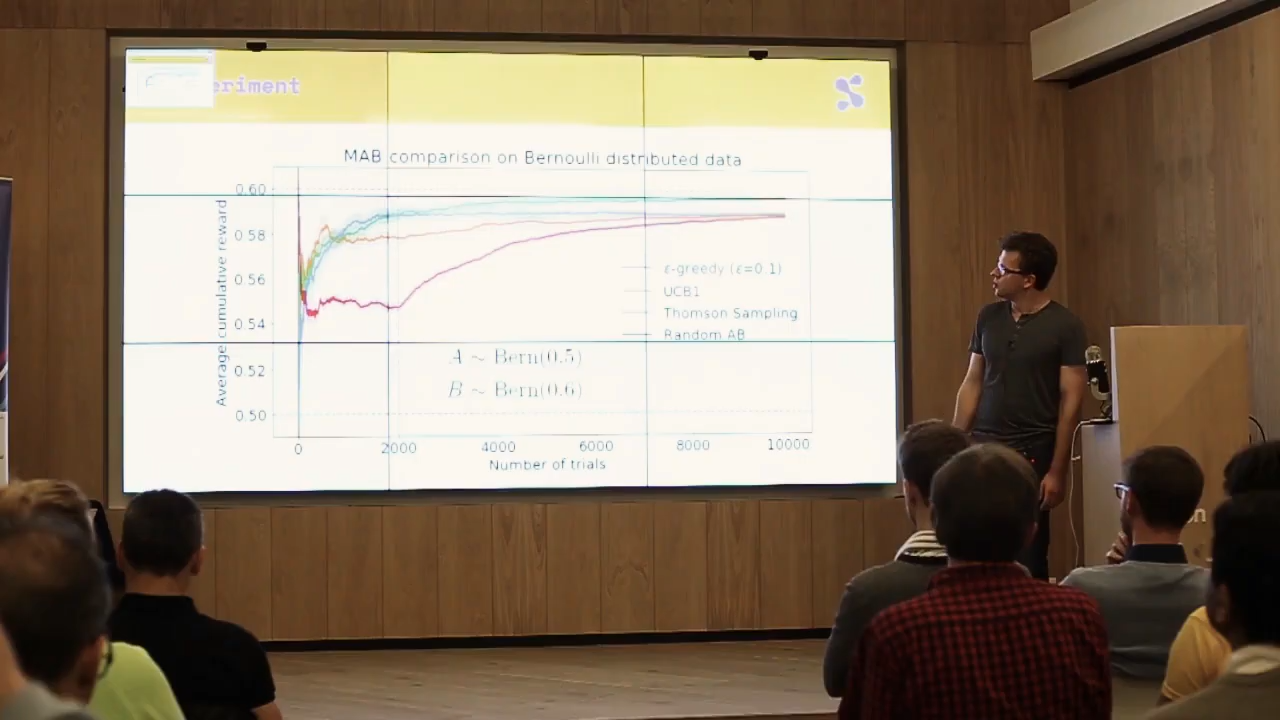 eriment
MAB comparison on Bernoulli distributed data
Average cumulative reward
0.60
0.58
0.56
0.54
0.52
0.50
ε-greedy (ε=0.1)
UCB1
Thomson Sampling
Random AB
A ~ Bern(0.5)
B ~ Bern(0.6)
0 2000 4000 6000 8000 10000
Number of trials
on